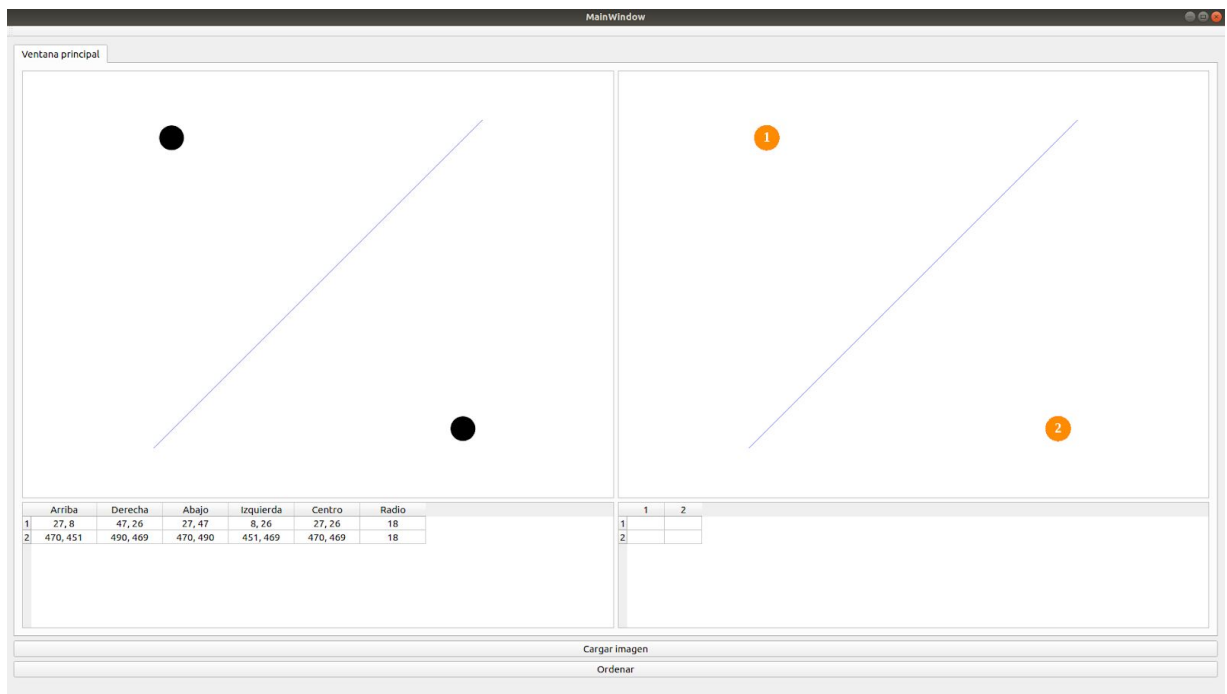 MainWindow
Ventana principal
1
2
Arriba Derecha Abajo Izquierda Centro Radio
1 27, 8 47, 26 27, 47 8, 26 27, 26 18
2 470, 451 490, 469 470, 490 451, 469 470, 469 18
1 2
1
2
Cargar imagen
Ordenar